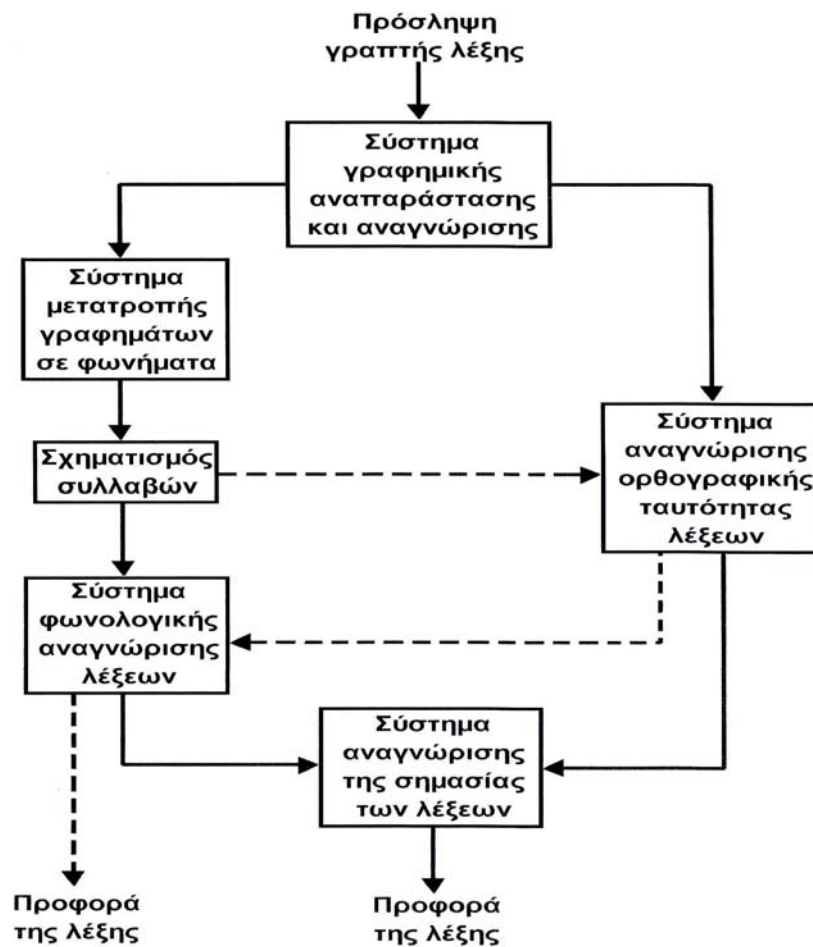 Πρόσληψη
γραπτής λέξης
Σύστημα
γραφημικής
αναπαράστασης
και αναγνώρισης
Σύστημα
μετατροπής
γραφημάτων
σε φωνήματα
Σχηματισμός
συλλαβών
Σύστημα
αναγνώρισης
ορθογραφικής
ταυτότητας
λέξεων
Σύστημα
φωνολογικής
αναγνώρισης
λέξεων
Σύστημα
αναγνώρισης
της σημασίας
των λέξεων
Προφορά
της λέξης
Προφορά
της λέξης